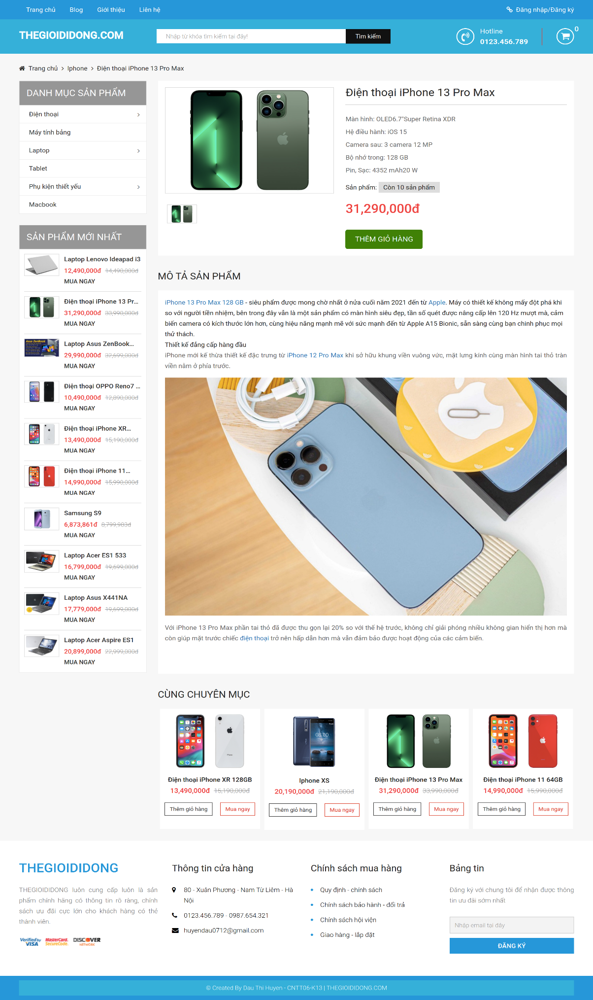 Trang chủ Blog Giới thiệu Liên hệ Đăng nhập/Đăng ký
THEGIOIDIDONG.COM
Nhập từ khóa tìm kiếm tại đây! Tìm kiếm
Hotline
0123.456.789
0
Trang chủ > Iphone > Điện thoại iPhone 13 Pro Max
DANH MỤC SẢN PHẨM
Điện thoại
Máy tính bảng
Laptop
Tablet
Phụ kiện thiết yếu
Macbook
SẢN PHẨM MỚI NHẤT
Laptop Lenovo Ideapad i3
12,490,000đ 14,490,000đ
MUA NGAY
Điện thoại iPhone 13 Pr...
31,290,000đ 33,990,000đ
MUA NGAY
Laptop Asus ZenBook...
29,990,000đ 32,699,000đ
MUA NGAY
Điện thoại OPPO Reno7 ...
10,490,000đ 12,890,000đ
MUA NGAY
Điện thoại iPhone XR...
13,490,000đ 15,190,000đ
MUA NGAY
Điện thoại iPhone 11...
14,990,000đ 15,990,000đ
MUA NGAY
Samsung S9
6,873,861đ 8,799,983đ
MUA NGAY
Laptop Acer ES1 533
16,799,000đ 19,699,000đ
MUA NGAY
Laptop Asus X441NA
17,779,000đ 19,699,000đ
MUA NGAY
Laptop Acer Aspire ES1
20,899,000đ 22,999,000đ
MUA NGAY
Điện thoại iPhone 13 Pro Max
Màn hình: OLED6.7"Super Retina XDR
Hệ điều hành: iOS 15
Camera sau: 3 camera 12 MP
Bộ nhớ trong: 128 GB
Pin, Sạc: 4352 mAh20 W
Sản phẩm: Còn 10 sản phẩm
31,290,000đ
THÊM GIỎ HÀNG
MÔ TẢ SẢN PHẨM
iPhone 13 Pro Max 128 GB - siêu phẩm được mong chờ nhất ở nửa cuối năm 2021 đến từ Apple. Máy có thiết kế không mấy đột phá khi
so với người tiền nhiệm, bên trong đây vẫn là một sản phẩm có màn hình siêu đẹp, tần số quét được nâng cấp lên 120 Hz mượt mà, cảm
biến camera có kích thước lớn hơn, cùng hiệu năng mạnh mẽ với sức mạnh đến từ Apple A15 Bionic, sẵn sàng cùng bạn chinh phục mọi
thử thách.
Thiết kế đẳng cấp hàng đầu
iPhone mới kế thừa thiết kế đặc trưng từ iPhone 12 Pro Max khi sở hữu khung viền vuông vức, mặt lưng kính cùng màn hình tai thỏ tràn
viền nằm ở phía trước.
Với iPhone 13 Pro Max phần tai thỏ đã được thu gọn lại 20% so với thế hệ trước, không chỉ giải phóng nhiều không gian hiển thị hơn mà
còn giúp mặt trước chiếc điện thoại trở nên hấp dẫn hơn mà vẫn đảm bảo được hoạt động của các cảm biến.
CÙNG CHUYÊN MỤC
Điện thoại iPhone XR 128GB
13,490,000đ 15,190,000đ
Thêm giỏ hàng Mua ngay
08:00
Iphone XS
20,190,000đ 21,190,000đ
Thêm giỏ hàng Mua ngay
Điện thoại iPhone 13 Pro Max
31,290,000đ 33,990,000đ
Thêm giỏ hàng Mua ngay
Điện thoại iPhone 11 64GB
14,990,000đ 15,990,000đ
Thêm giỏ hàng Mua ngay
THEGIOIDIDONG
THEGIOIDIDONG luôn cung cấp luôn là sản
phẩm chính hãng có thông tin rõ ràng, chính
sách ưu đãi cực lớn cho khách hàng có thẻ
thành viên.
Verified by VISA MasterCard. SecureCode. DISCOVER NETWORK
Thông tin cửa hàng
80 - Xuân Phương - Nam Từ Liêm - Hà
Nội
0123.456.789 - 0987.654.321
huyendau0712@gmail.com
Chính sách mua hàng
Quy định - chính sách
Chính sách bảo hành - đổi trả
Chính sách hội viện
Giao hàng - lắp đặt
Bảng tin
Đăng ký với chung tôi để nhận được thông
tin ưu đãi sớm nhất
Nhập email tại đây
ĐĂNG KÝ
© Created By Dau Thi Huyen - CNTT06-K13 | THEGIOIDIDONG.COM